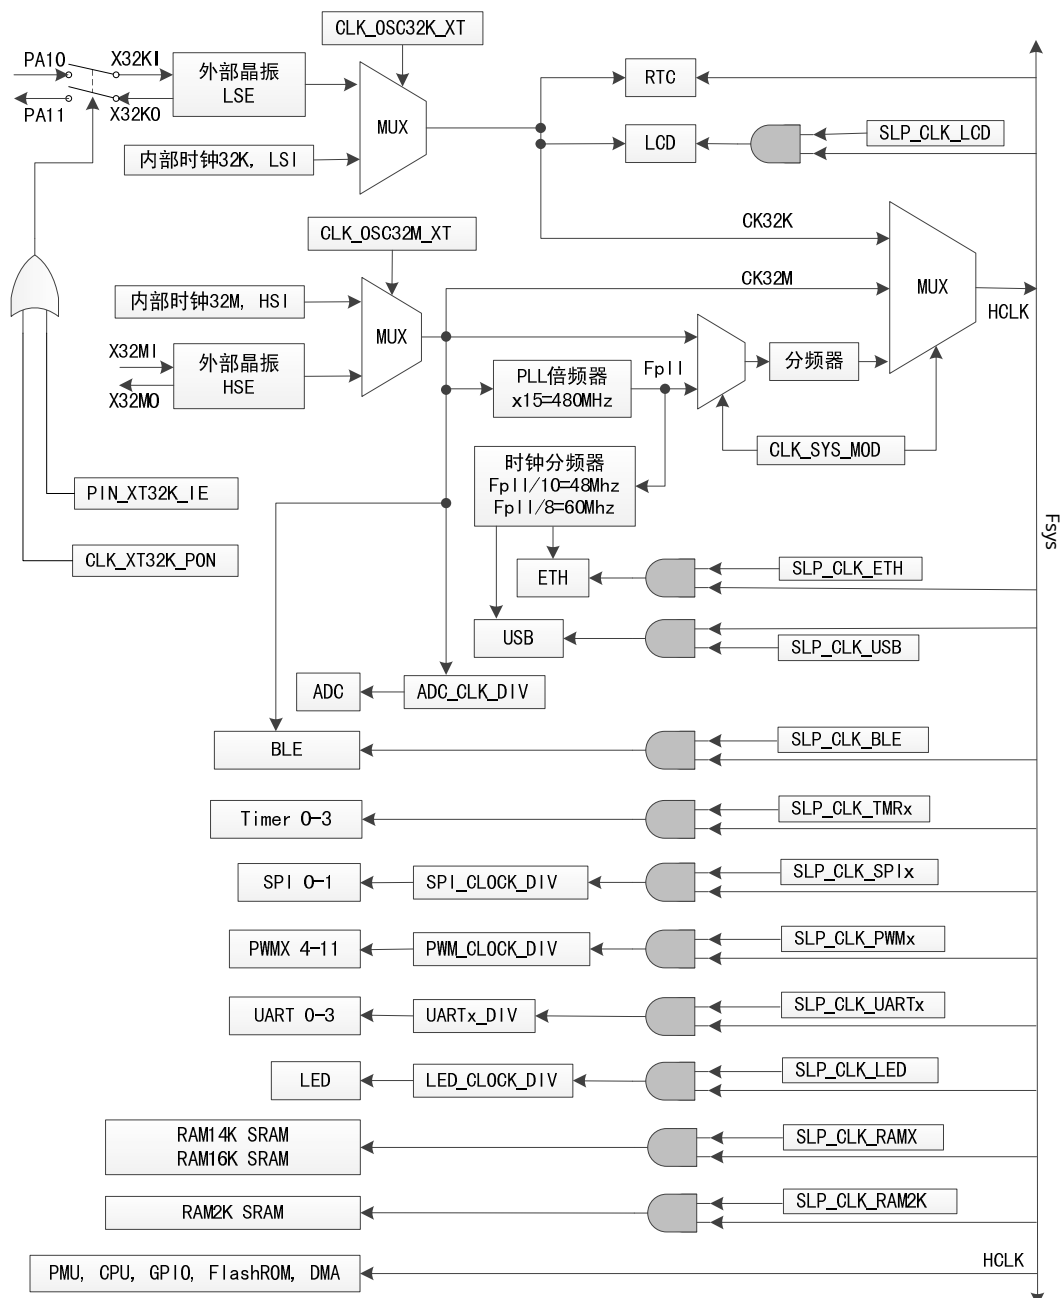 CLK_OSC32K_XT
PA10
X32KI
外部晶振
LSE
PA11
X32KO
MUX
RTC
内部时钟32K, LSI
LCD
SLP_CLK_LCD
CLK_OSC32M_XT
CK32K
内部时钟32M, HSI
CK32M
MUX
HCLK
MUX
X32MI
外部晶振
HSE
X32MO
PLL倍频器
x15=480MHz
Fpll
分频器
CLK_SYS_MOD
时钟分频器
Fpll/10=48Mhz
Fpll/8=60Mhz
PIN_XT32K_IE
CLK_XT32K_PON
Fsys
ETH
SLP_CLK_ETH
USB
SLP_CLK_USB
ADC
ADC_CLK_DIV
BLE
SLP_CLK_BLE
Timer 0-3
SLP_CLK_TMRx
SPI 0-1
SPI_CLOCK_DIV
SLP_CLK_SPIx
PWMX 4-11
PWM_CLOCK_DIV
SLP_CLK_PWMx
UART 0-3
UARTx_DIV
SLP_CLK_UARTx
LED
LED_CLOCK_DIV
SLP_CLK_LED
RAM14K SRAM
RAM16K SRAM
SLP_CLK_RAMX
RAM2K SRAM
SLP_CLK_RAM2K
PMU, CPU, GPIO, FlashROM, DMA
HCLK